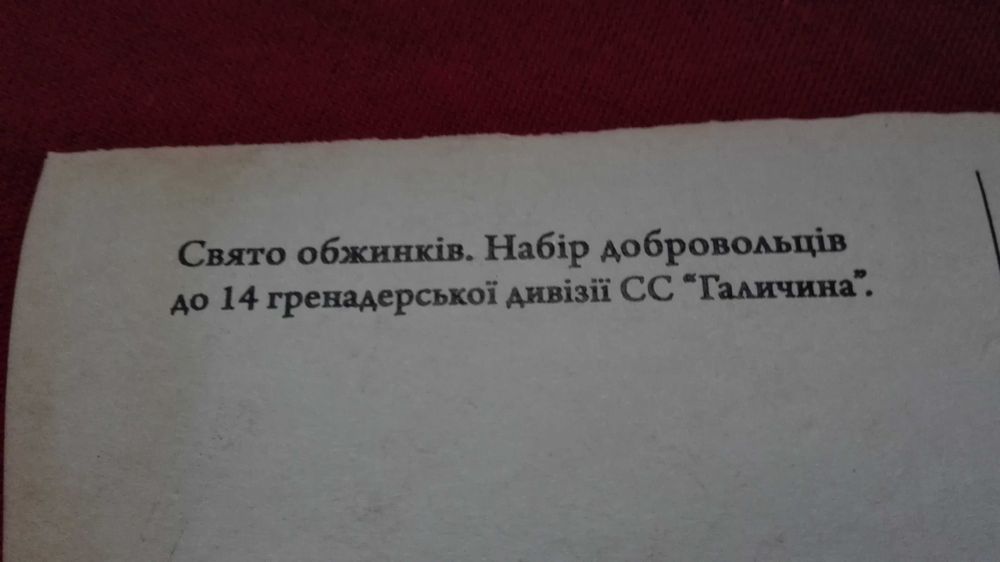 Свято обжинків. Набір добровольців
до 14 гренадерської дивізії СС “Галичина”.